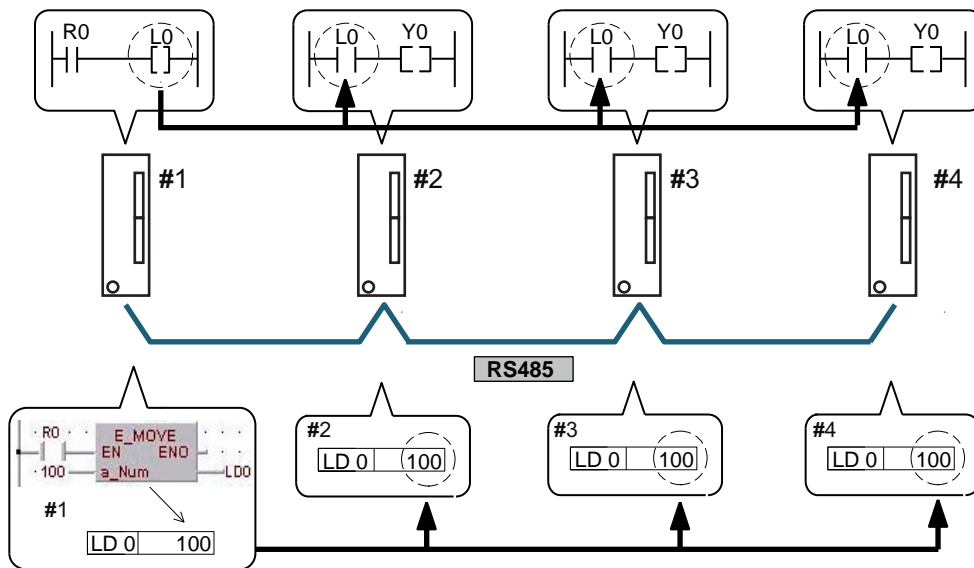 R0 L0
L0 Y0
L0 Y0
L0 Y0
#1
#2
#3
#4
RS485
R0
E_MOVE
EN ENO
100 a_Num LD0
#1
LD 0 100
#2
LD 0 100
#3
LD 0 100
#4
LD 0 100